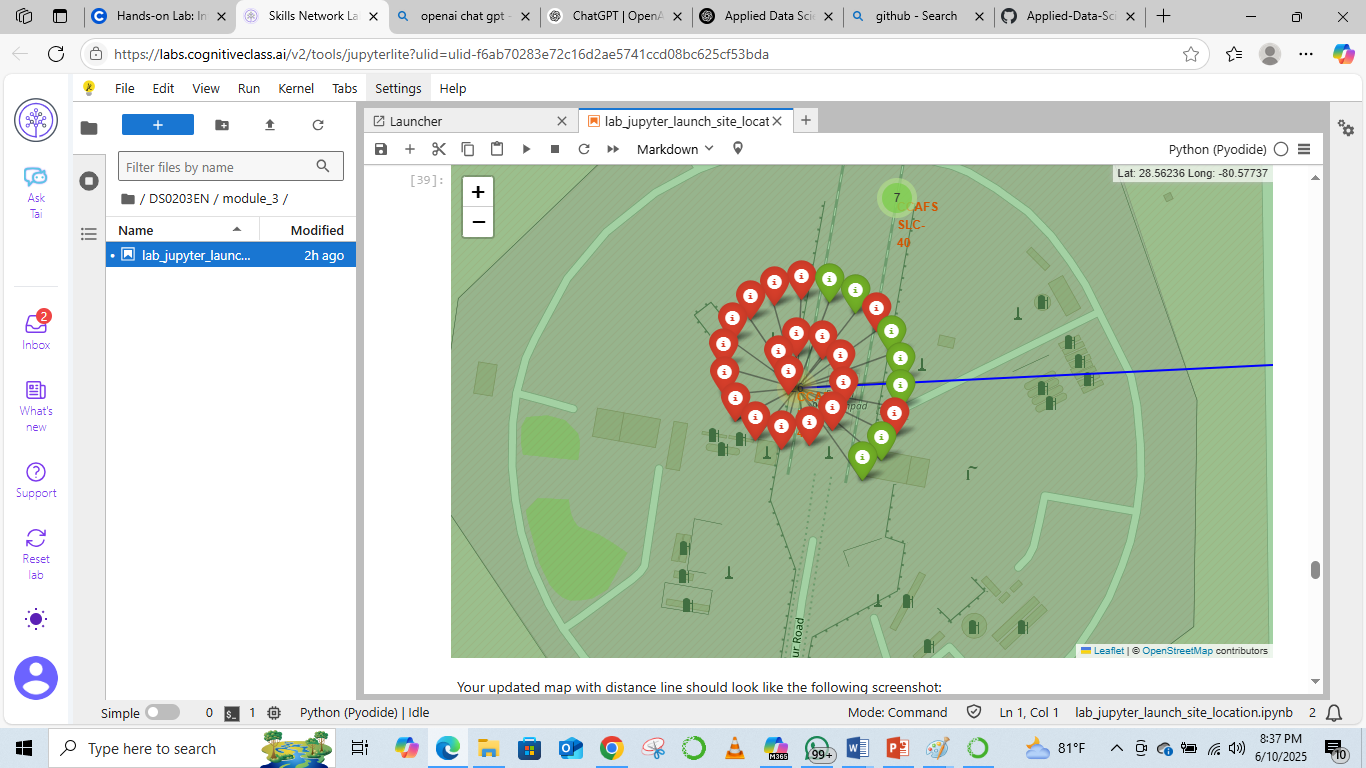 Hands-on Lab: In
Skills Network La
openai chat gpt -
ChatGPT | OpenA
Applied Data Scie
github - Search
Applied-Data-Sci
https://labs.cognitiveclass.ai/v2/tools/jupyterlite?ulid=ulid-f6ab70283e72c16d2ae5741ccd08bc625cf53bda
File Edit View Run Kernel Tabs Settings Help
Ask
Tai
2
Inbox
What's
new
Support
Reset
lab
Filter files by name
/ DS0203EN / module_3 /
Name Modified
lab_jupyter_launc... 2h ago
Launcher
lab_jupyter_launch_site_locat
Markdown
Python (Pyodide)
[39]:
+
−
Lat: 28.56236 Long: -80.57737
7
CCAFS
SLC-
40
ur Road
Leaflet | © OpenStreetMap contributors
Your updated map with distance line should look like the following screenshot:
Simple 0 1 Python (Pyodide) | Idle
Mode: Command Ln 1, Col 1 lab_jupyter_launch_site_location.ipynb 2
Type here to search
M365
99+
81°F
8:37 PM
6/10/2025
10